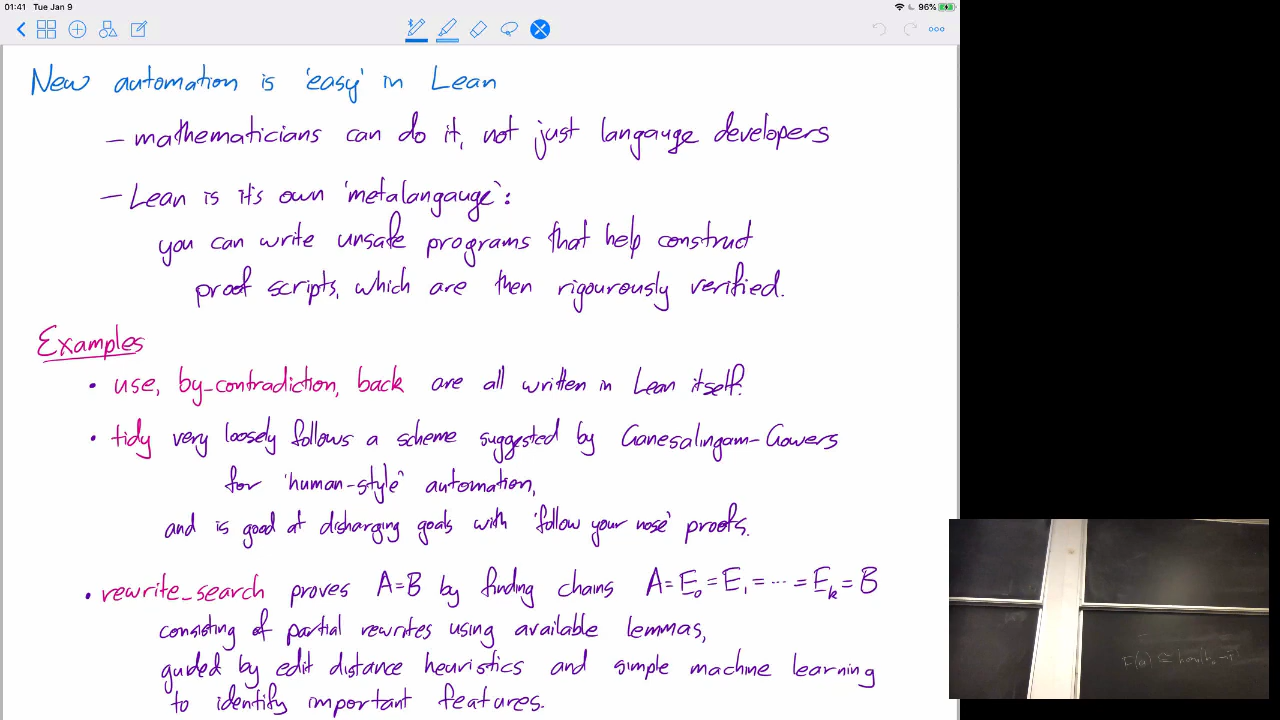 01:41 Tue Jan 9 96%
New automation is 'easy' in Lean
— mathematicians can do it, not just langauge developers
— Lean is it's own 'metalangauge':
you can write unsafe programs that help construct
proof scripts, which are then rigourously verified.
Examples
• use, by_contradiction, back are all written in Lean itself.
• tidy very loosely follows a scheme suggested by Ganesalingam-Gowers
for 'human-style' automation,
and is good at disharging goals with 'follow your nose' proofs.
• rewrite_search proves A=B by finding chains A=E₀=E₁=⋯=Eₖ=B
consisting of partial rewrites using available lemmas,
guided by edit distance heuristics and simple machine learning
to identify important features.